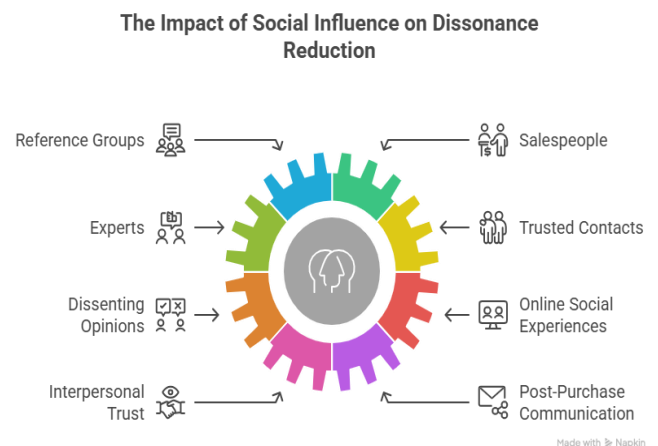 The Impact of Social Influence on Dissonance
Reduction
Reference Groups
Salespeople
Experts
Trusted Contacts
Dissenting
Opinions
Online Social
Experiences
Interpersonal
Trust
Post-Purchase
Communication
Made with Napkin